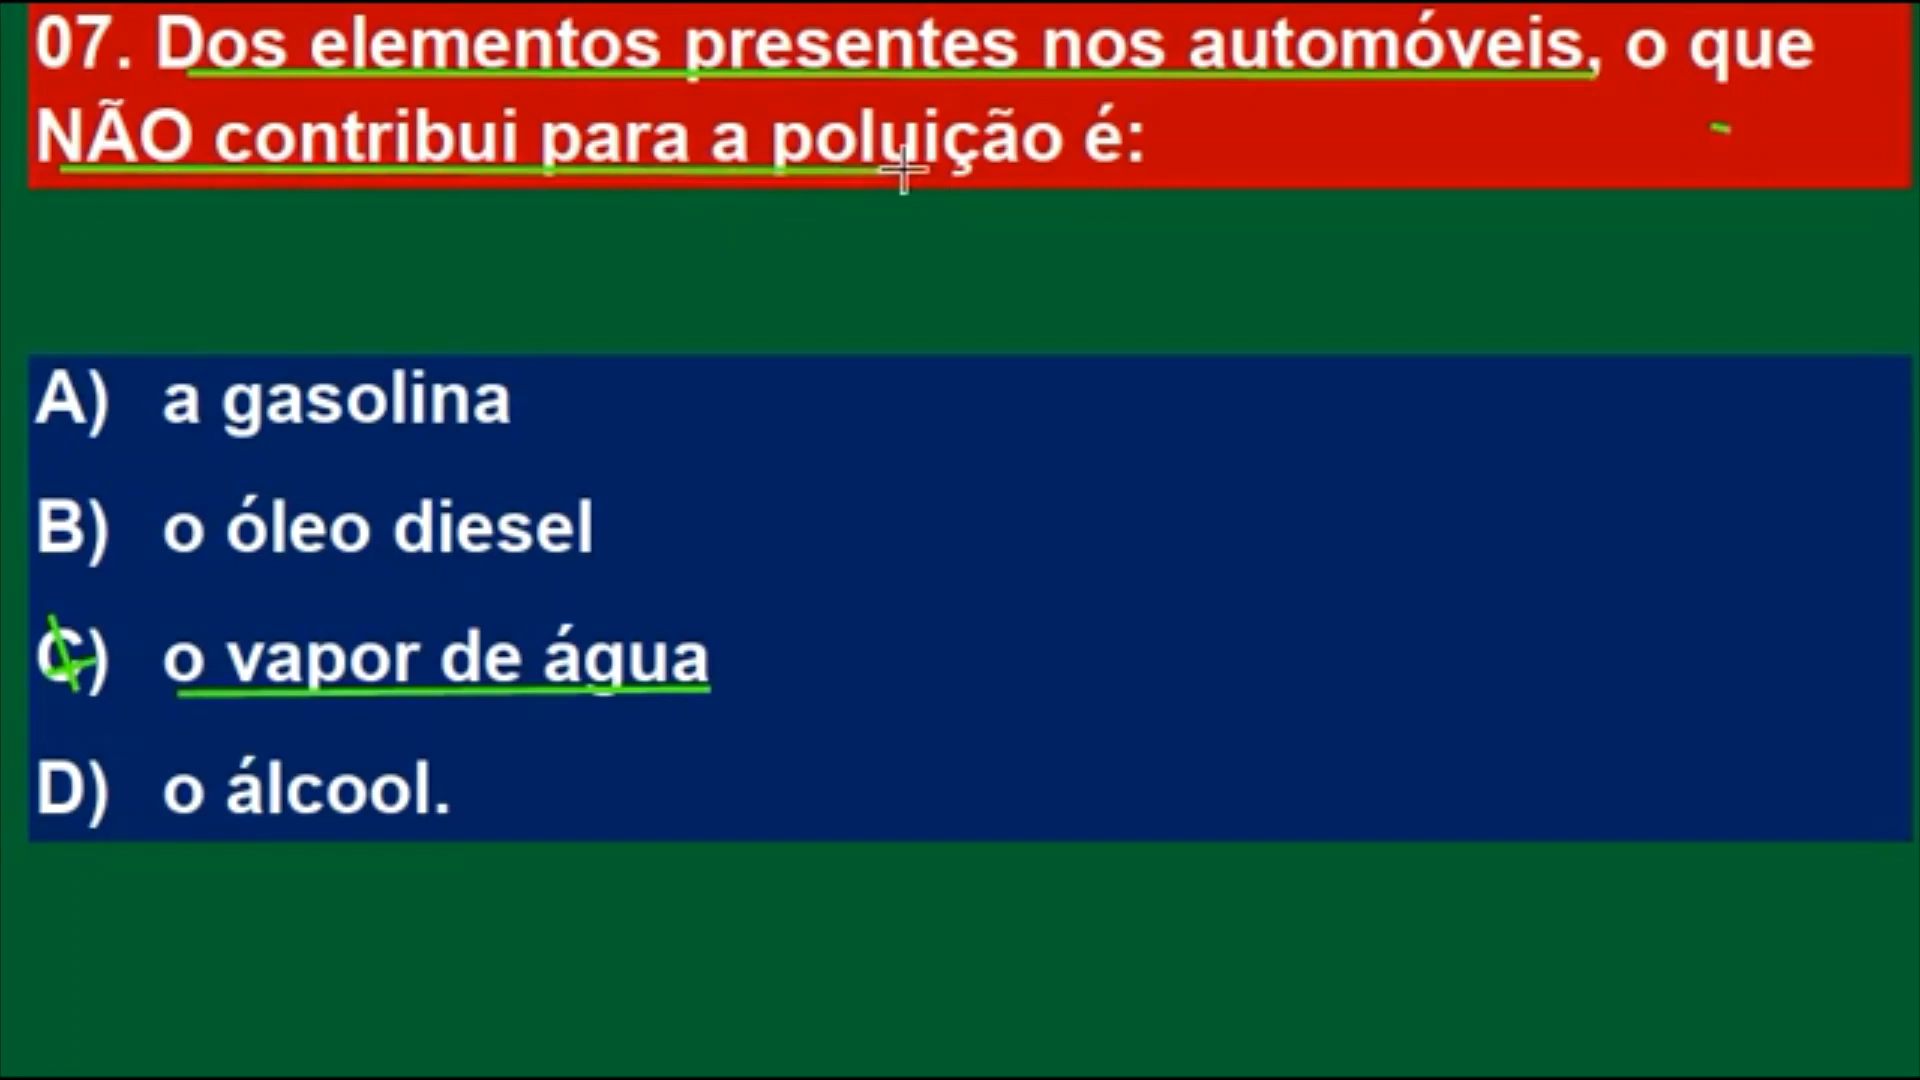 07. Dos elementos presentes nos automóveis, o que
NÃO contribui para a poluição é:
A) a gasolina
B) o óleo diesel
C) o vapor de água
D) o álcool.